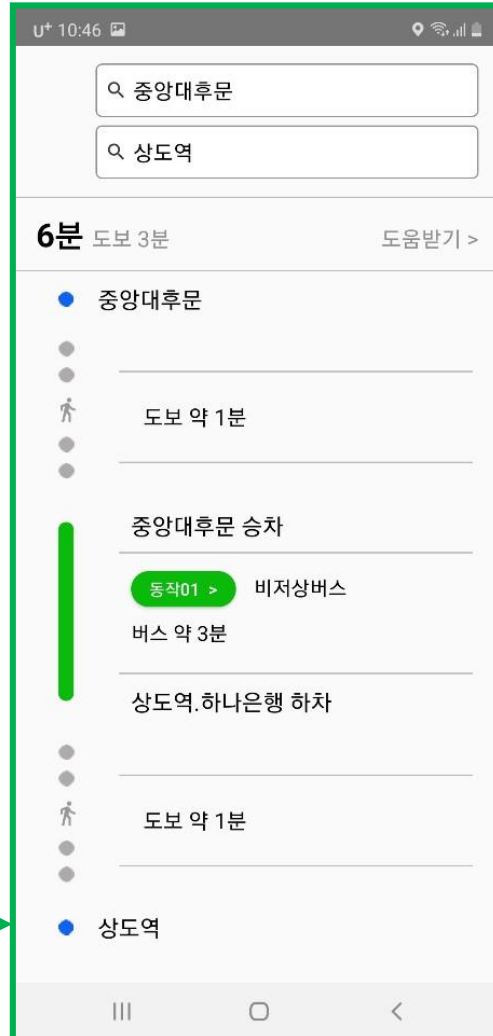 U+ 10:46
중앙대후문
상도역
6분 도보 3분 도움받기 >
중앙대후문
도보 약 1분
중앙대후문 승차
동작01 > 비저상버스
버스 약 3분
상도역.하나은행 하차
도보 약 1분
상도역